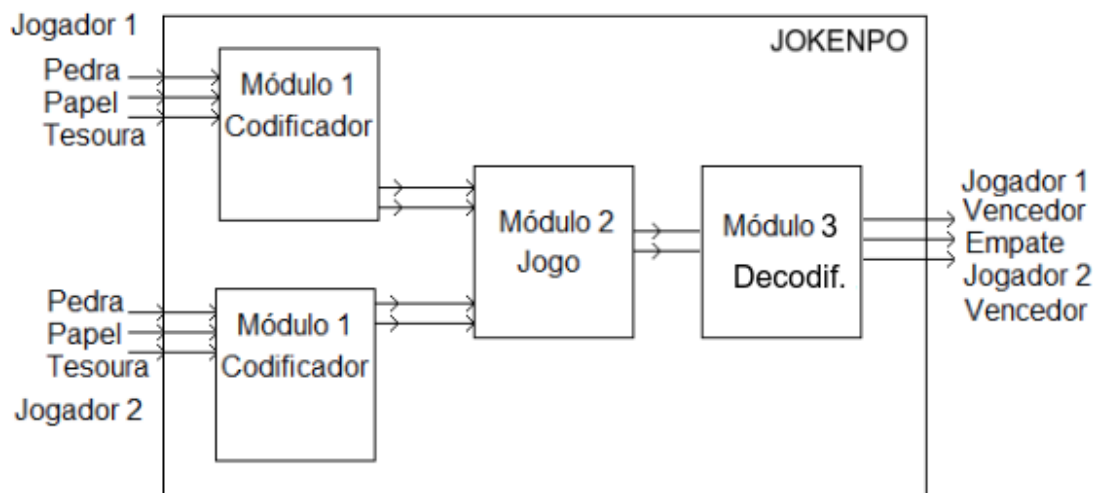 Jogador 1
Pedra
Papel
Tesoura
JOKENPO
Módulo 1
Codificador
Módulo 2
Jogo
Módulo 3
Decodif.
Jogador 1
Vencedor
Empate
Jogador 2
Vencedor
Pedra
Papel
Tesoura
Jogador 2
Módulo 1
Codificador